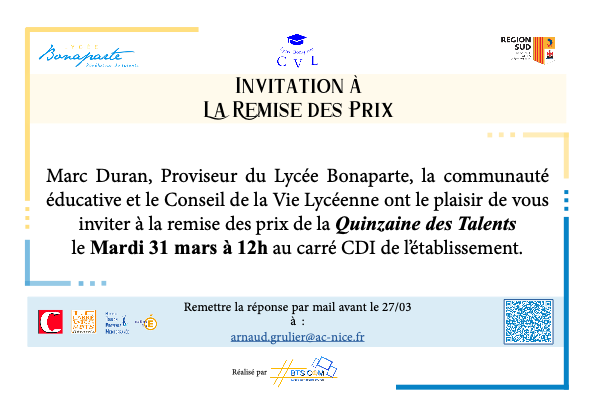 Bonaparte
CVL
REGION
SUD
INVITATION À
LA REMISE DES PRIX
Marc Duran, Proviseur du Lycée Bonaparte, la communauté
éducative et le Conseil de la Vie Lycéenne ont le plaisir de vous
inviter à la remise des prix de la Quinzaine des Talents
le Mardi 31 mars à 12h au carré CDI de l'établissement.
Remettre la réponse par mail avant le 27/03
à :
arnaud.grulier@ac-nice.fr
Réalisé par
BTS COM